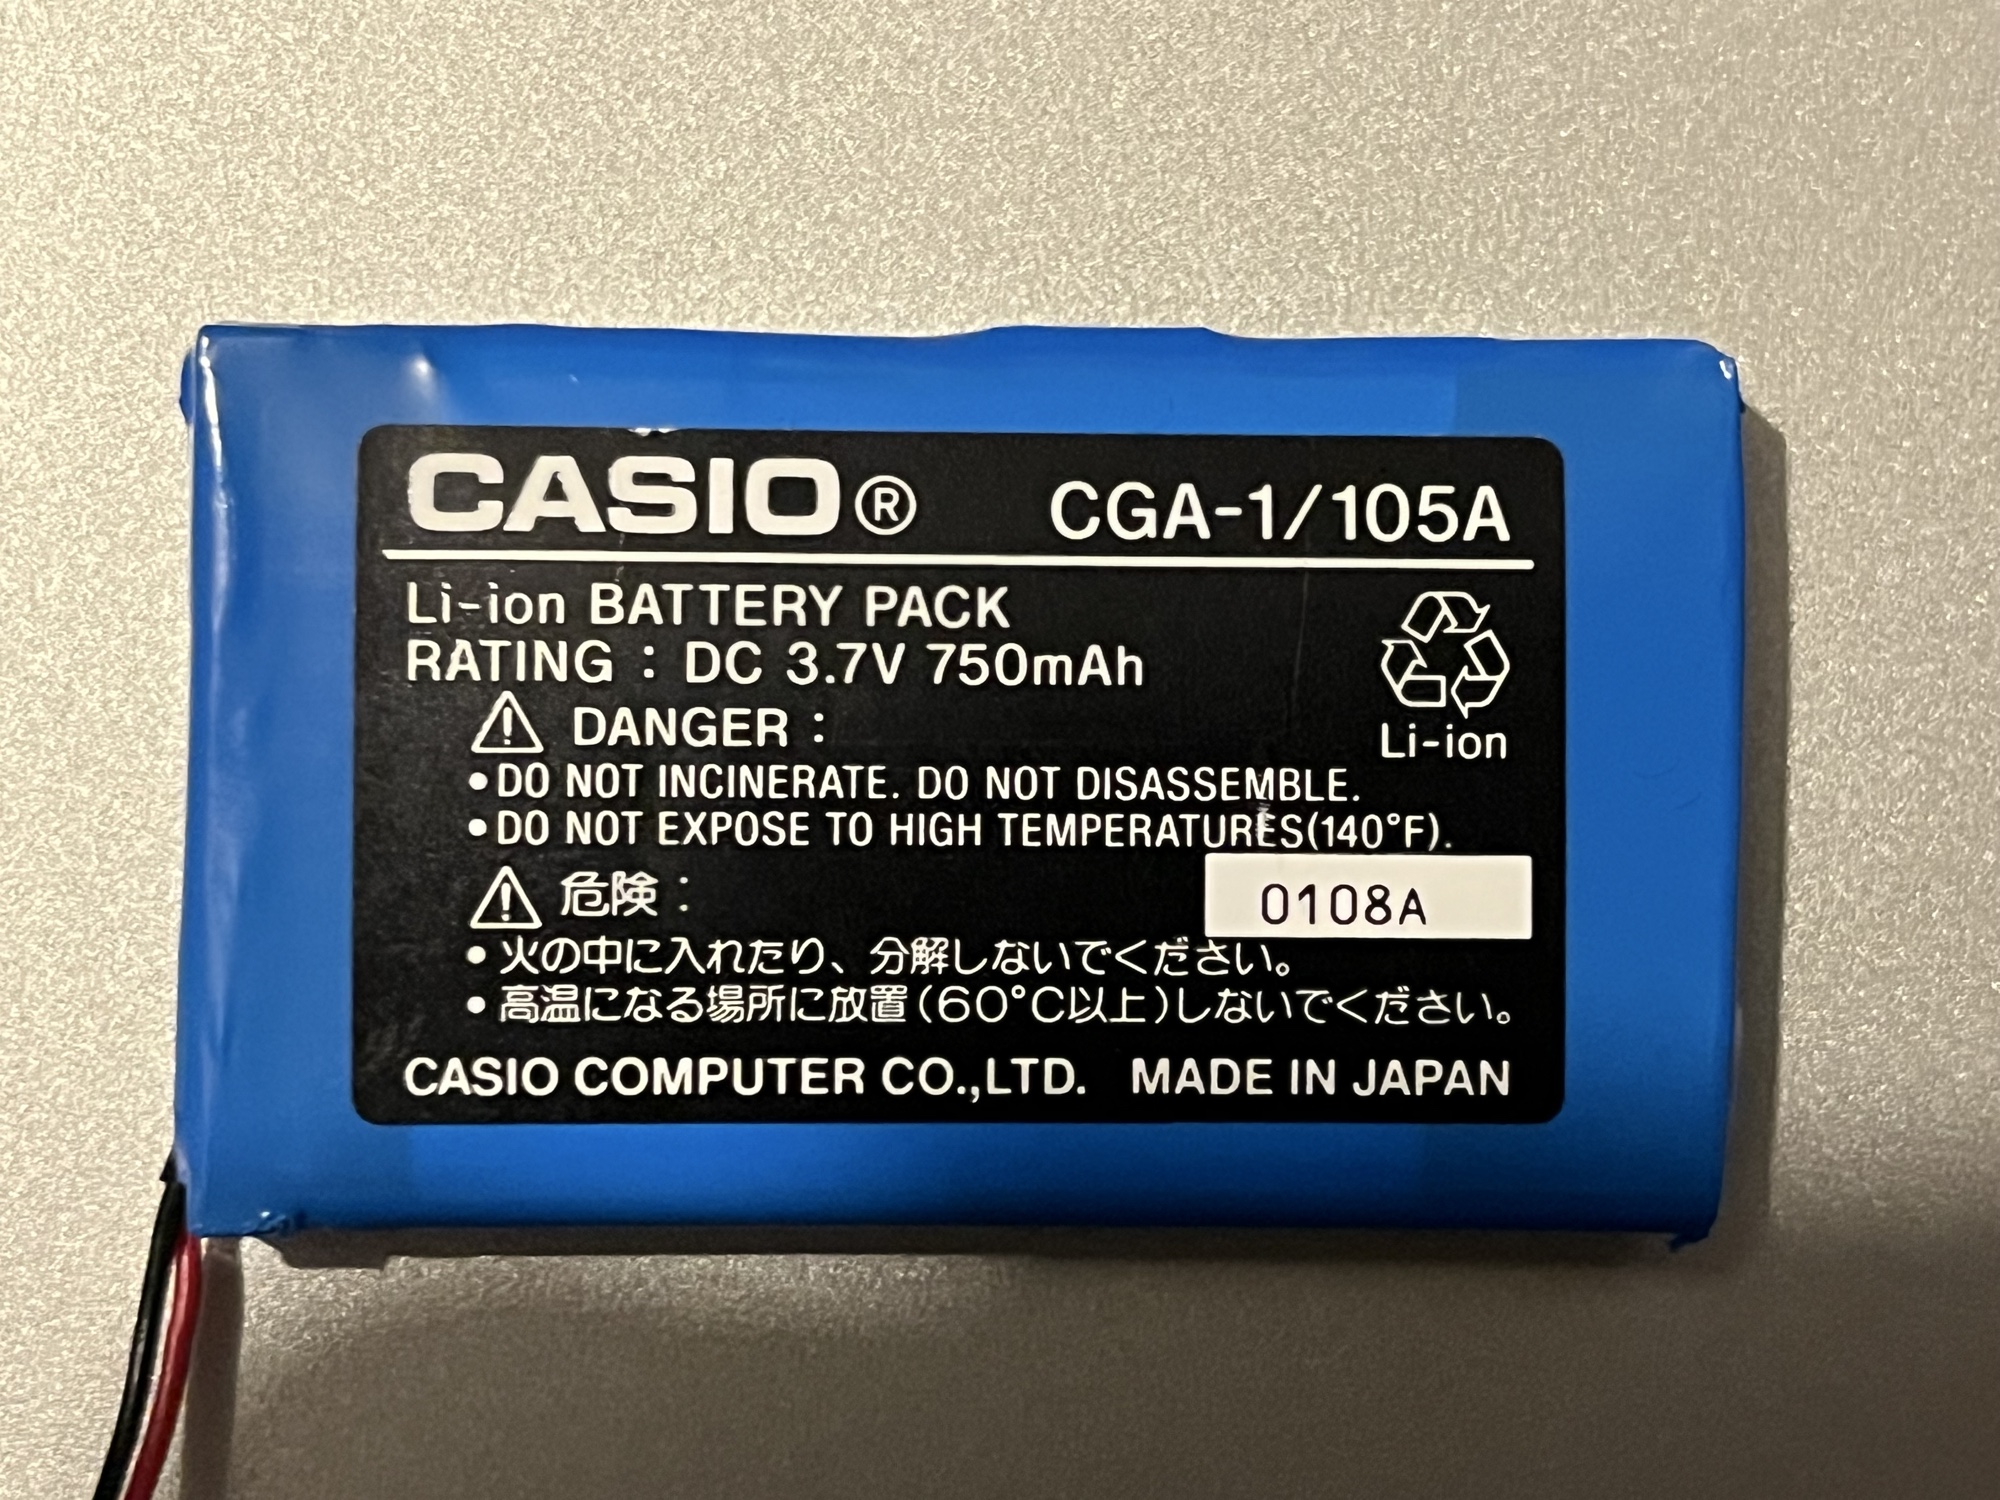 CASIO® CGA-1/105A
Li-ion BATTERY PACK
RATING : DC 3.7V 750mAh
DANGER :
Li-ion
•DO NOT INCINERATE. DO NOT DISASSEMBLE.
•DO NOT EXPOSE TO HIGH TEMPERATURES(140°F).
危険 :
0108A
•火の中に入れたり、分解しないでください。
•高温になる場所に放置(60°C以上)しないでください。
CASIO COMPUTER CO.,LTD. MADE IN JAPAN